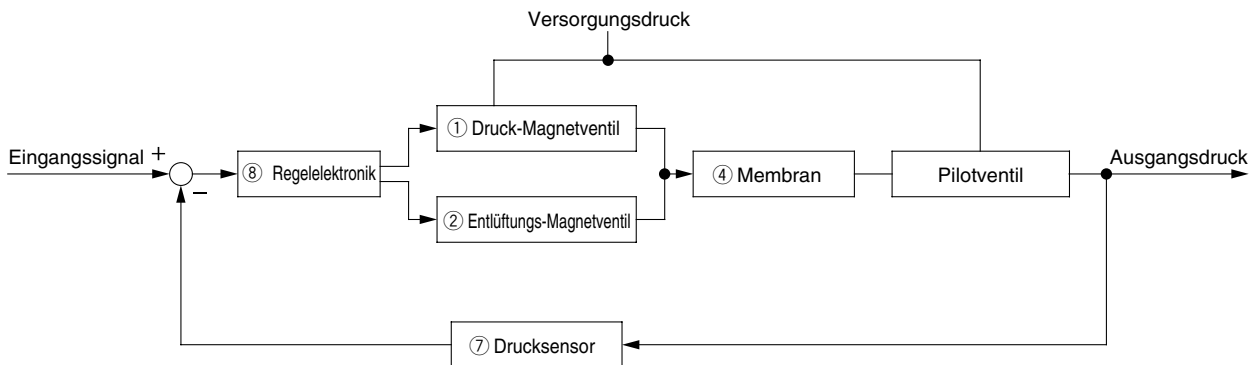 Versorgungsdruck
① Druck-Magnetventil
Eingangssignal + −
⑧ Regelelektronik
④ Membran
Pilotventil
Ausgangsdruck
② Entlüftungs-Magnetventil
⑦ Drucksensor